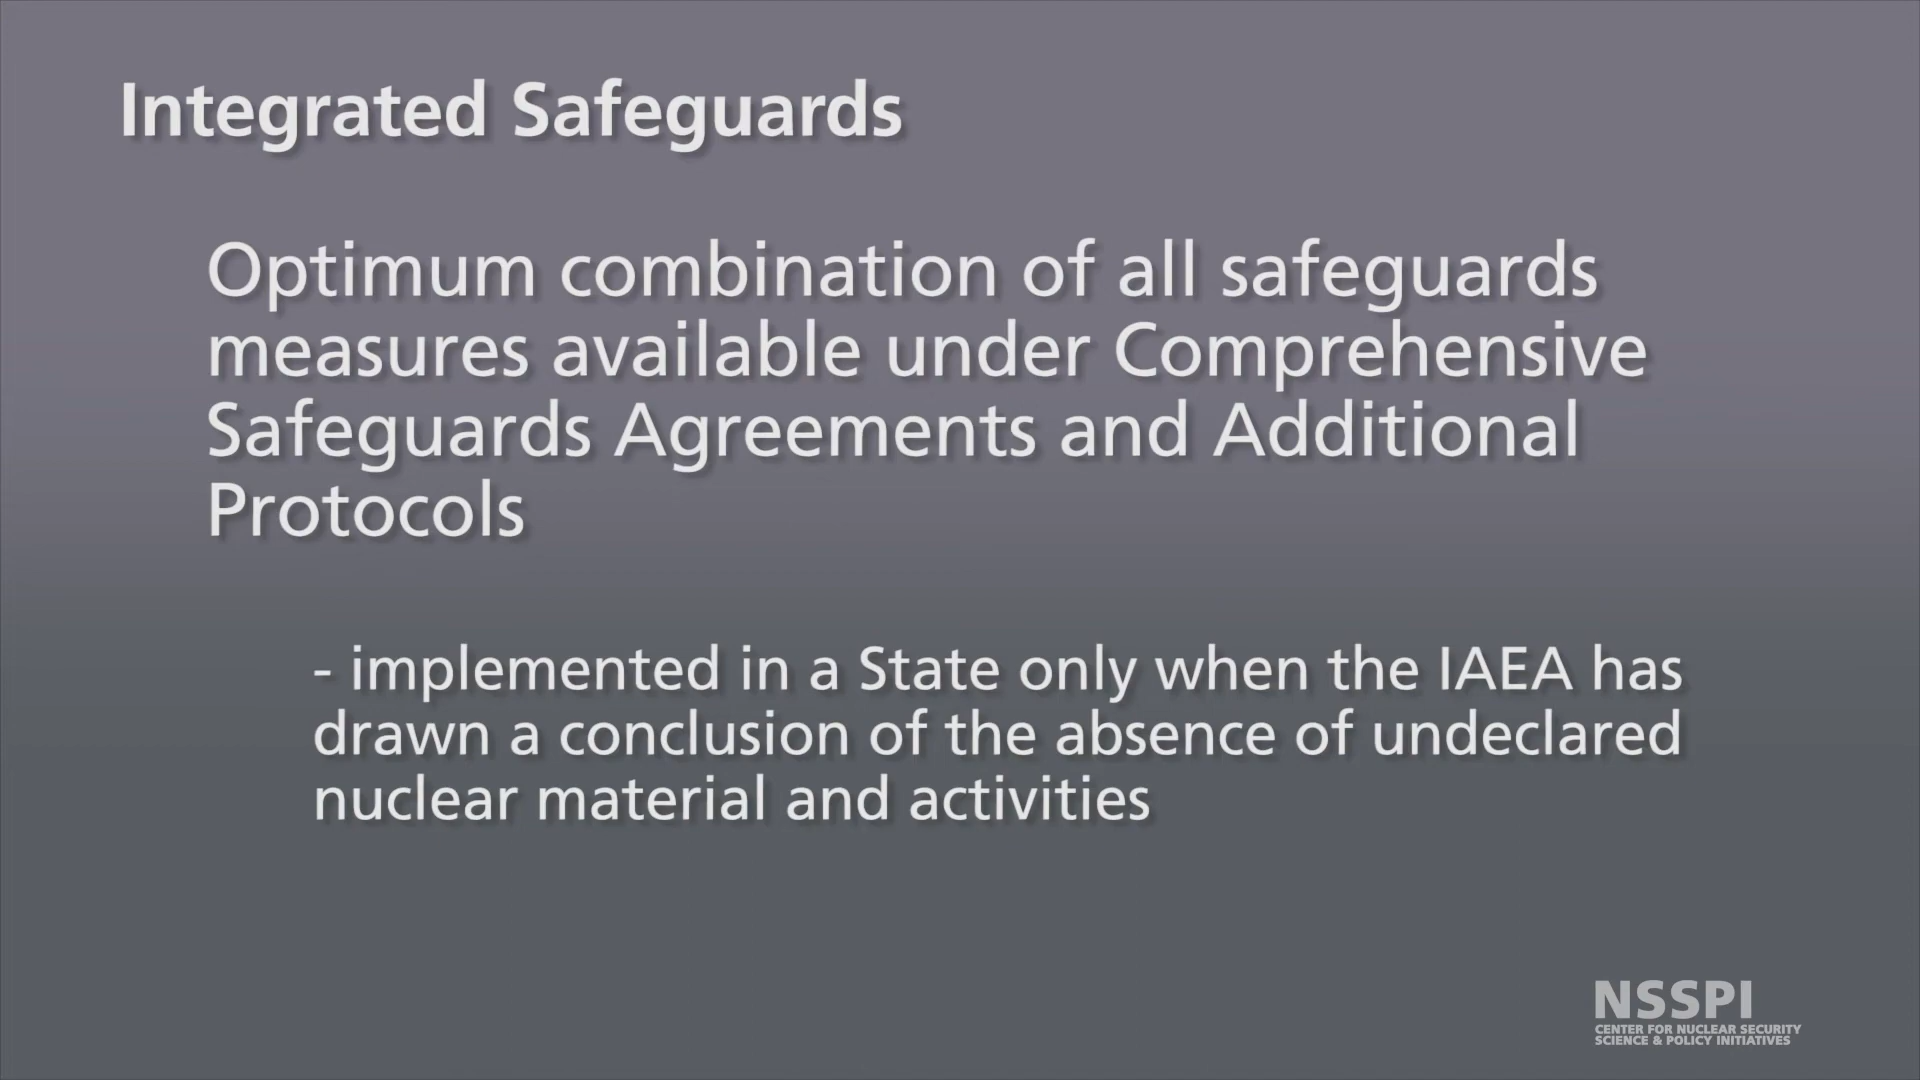 Integrated Safeguards
Optimum combination of all safeguards
measures available under Comprehensive
Safeguards Agreements and Additional
Protocols
- implemented in a State only when the IAEA has
drawn a conclusion of the absence of undeclared
nuclear material and activities
NSSPI
CENTER FOR NUCLEAR SECURITY
SCIENCE & POLICY INITIATIVES